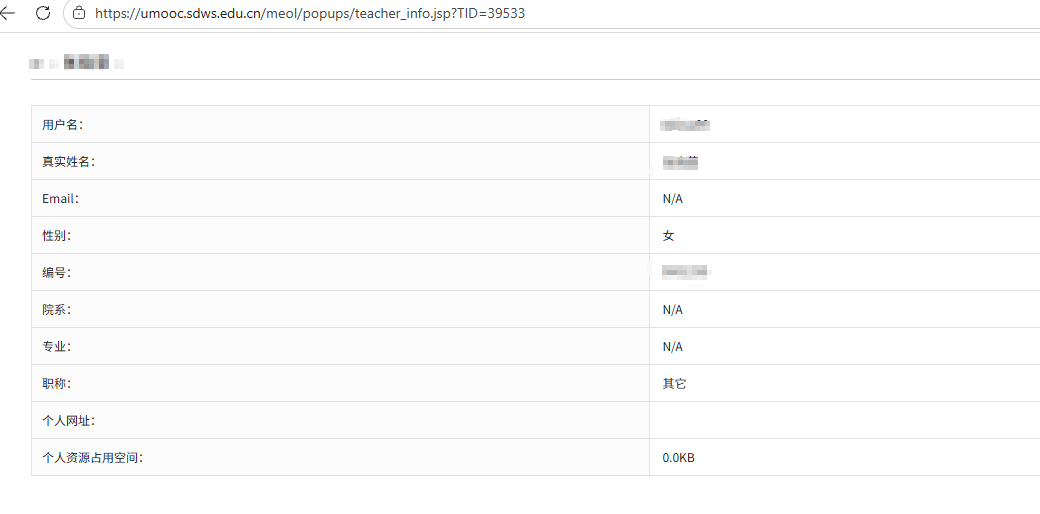 https://umooc.sdws.edu.cn/meol/popups/teacher_info.jsp?TID=39533
用户名：
真实姓名：
Email： N/A
性别： 女
编号：
院系： N/A
专业： N/A
职称： 其它
个人网址：
个人资源占用空间： 0.0KB